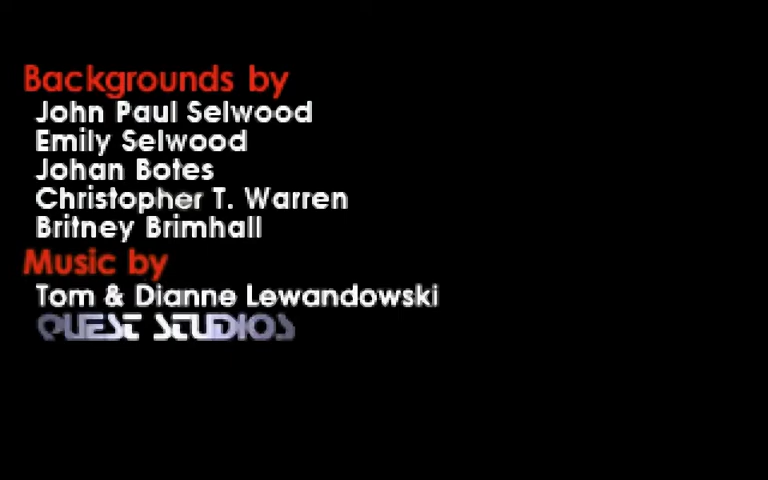 Backgrounds by
John Paul Selwood
Emily Selwood
Johan Botes
Christopher T. Warren
Britney Brimhall
Music by
Tom & Dianne Lewandowski
QUEST STUDIOS